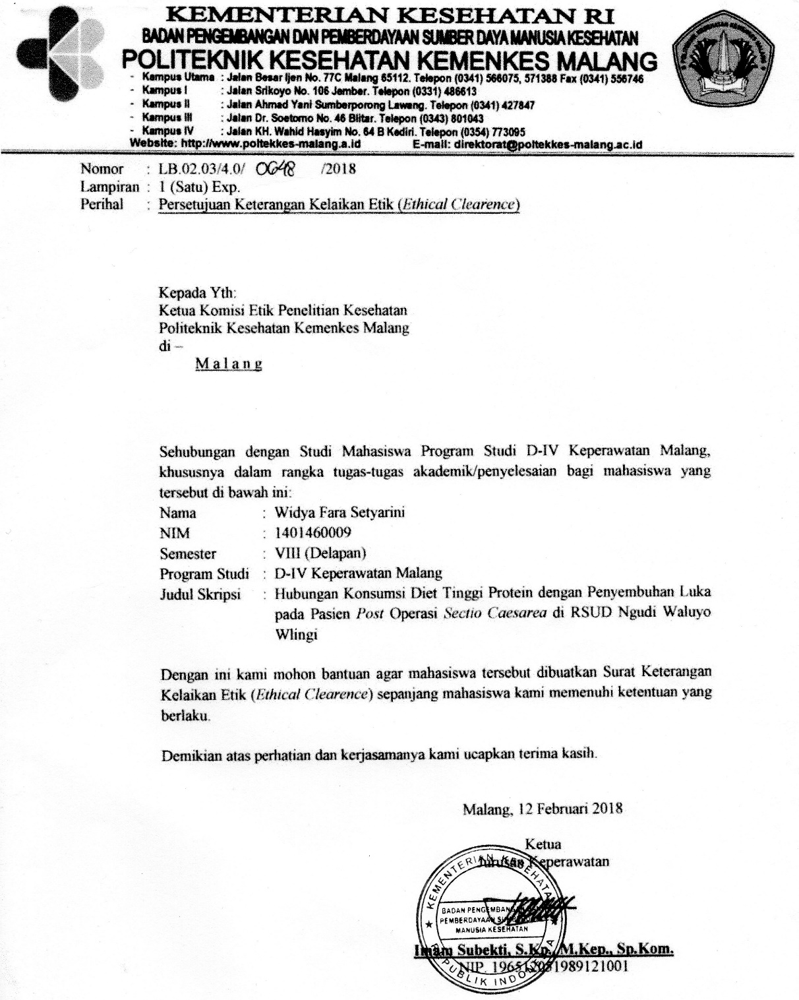 KEMENTERIAN KESEHATAN RI
BADAN PENGEMBANGAN DAN PEMBERDAYAAN SUMBER DAYA MANUSIA KESEHATAN
POLITEKNIK KESEHATAN KEMENKES MALANG
- Kampus Utama : Jalan Besar Ijen No. 77C Malang 65112. Telepon (0341) 566075, 571388 Fax (0341) 556746
- Kampus I : Jalan Srikoyo No. 106 Jember. Telepon (0331) 486613
- Kampus II : Jalan Ahmad Yani Sumberporong Lawang. Telepon (0341) 427847
- Kampus III : Jalan Dr. Soetomo No. 46 Blitar. Telepon (0343) 801043
- Kampus IV : Jalan KH. Wahid Hasyim No. 64 B Kediri. Telepon (0354) 773095
Website: http://www.poltekkes-malang.a.id E-mail: direktorat@poltekkes-malang.ac.id
Nomor : LB.02.03/4.0/ 0648 /2018
Lampiran : 1 (Satu) Exp.
Perihal : Persetujuan Keterangan Kelaikan Etik (Ethical Clearence)
Kepada Yth:
Ketua Komisi Etik Penelitian Kesehatan
Politeknik Kesehatan Kemenkes Malang
di –
Malang
Sehubungan dengan Studi Mahasiswa Program Studi D-IV Keperawatan Malang,
khususnya dalam rangka tugas-tugas akademik/penyelesaian bagi mahasiswa yang
tersebut di bawah ini:
Nama : Widya Fara Setyarini
NIM : 1401460009
Semester : VIII (Delapan)
Program Studi : D-IV Keperawatan Malang
Judul Skripsi : Hubungan Konsumsi Diet Tinggi Protein dengan Penyembuhan Luka
pada Pasien Post Operasi Sectio Caesarea di RSUD Ngudi Waluyo
Wlingi
Dengan ini kami mohon bantuan agar mahasiswa tersebut dibuatkan Surat Keterangan
Kelaikan Etik (Ethical Clearence) sepanjang mahasiswa kami memenuhi ketentuan yang
berlaku.
Demikian atas perhatian dan kerjasamanya kami ucapkan terima kasih.
Malang, 12 Februari 2018
Ketua
Jurusan Keperawatan
KEMENTERIAN KESEHATAN
BADAN PENGEMBANGAN
PEMBERDAYAAN
MANUSIA KESEHATAN
REPUBLIK INDONESIA
Imam Subekti, S.Kp., M.Kep., Sp.Kom.
NIP. 196512051989121001